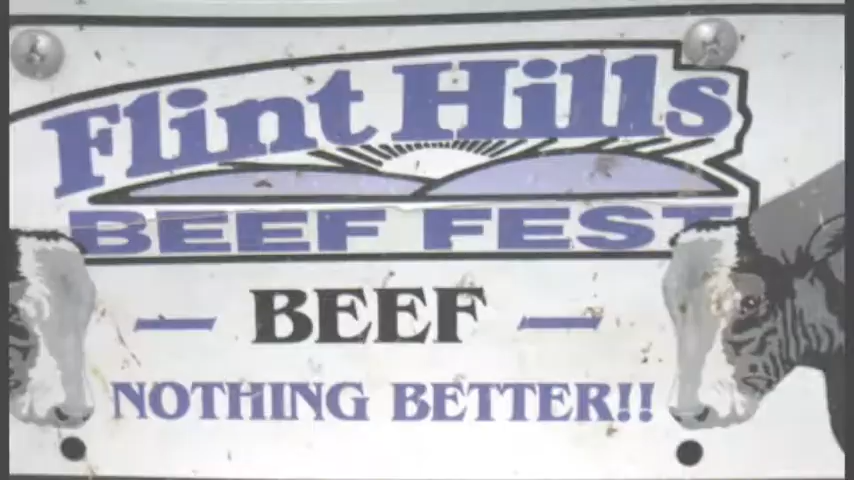 Flint Hills
BEEF FEST
— BEEF —
NOTHING BETTER!!